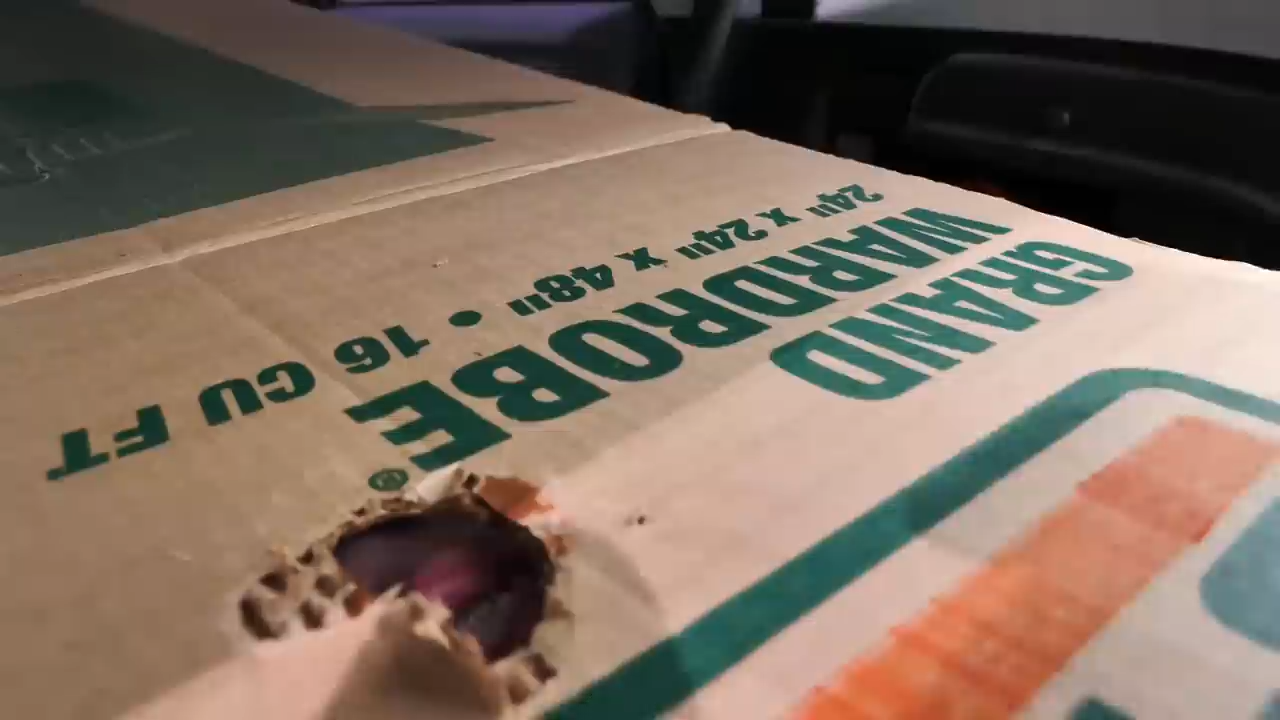 GRAND
WARDROBE®
24" X 24" X 48" • 16 CU FT